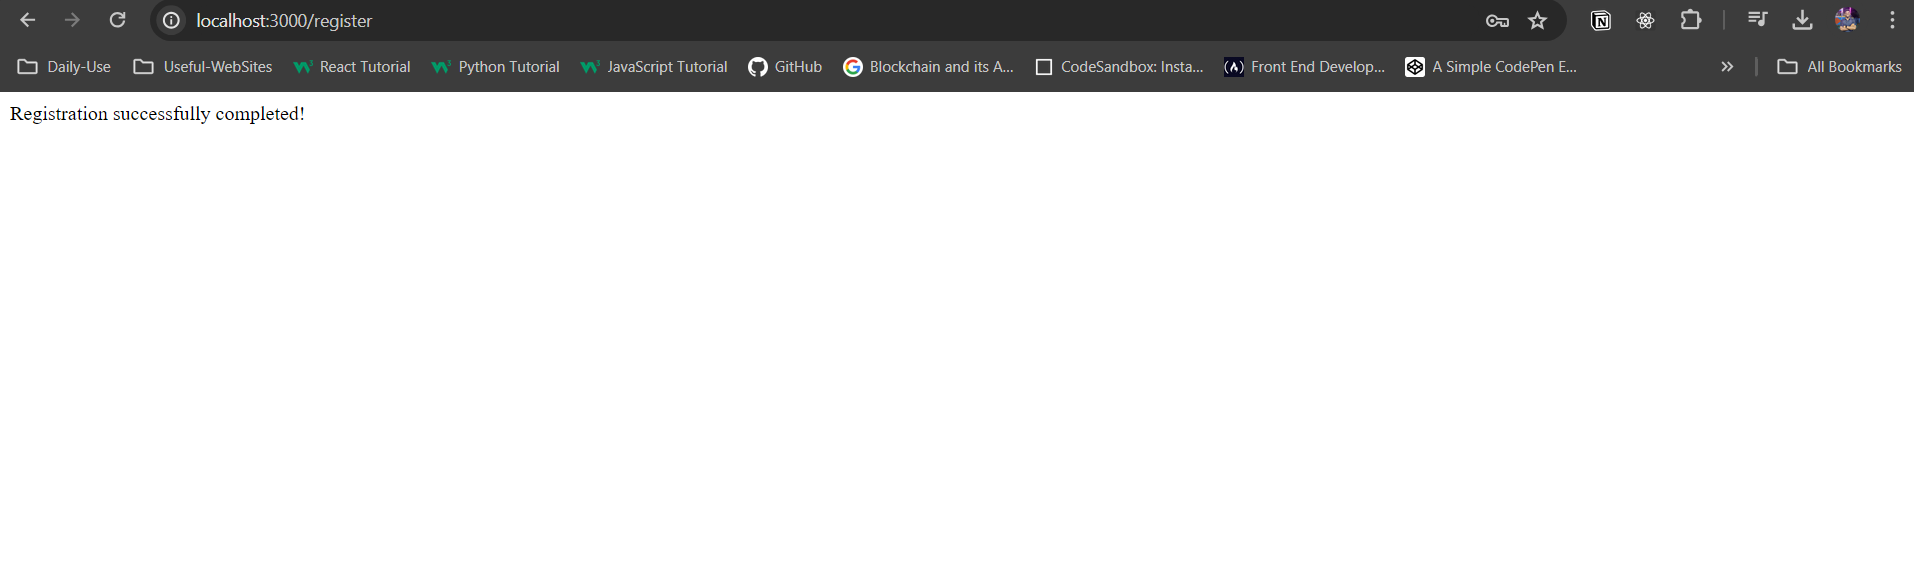 localhost:3000/register
Daily-Use Useful-WebSites React Tutorial Python Tutorial JavaScript Tutorial GitHub Blockchain and its A... CodeSandbox: Insta... Front End Develop... A Simple CodePen E... All Bookmarks
Registration successfully completed!